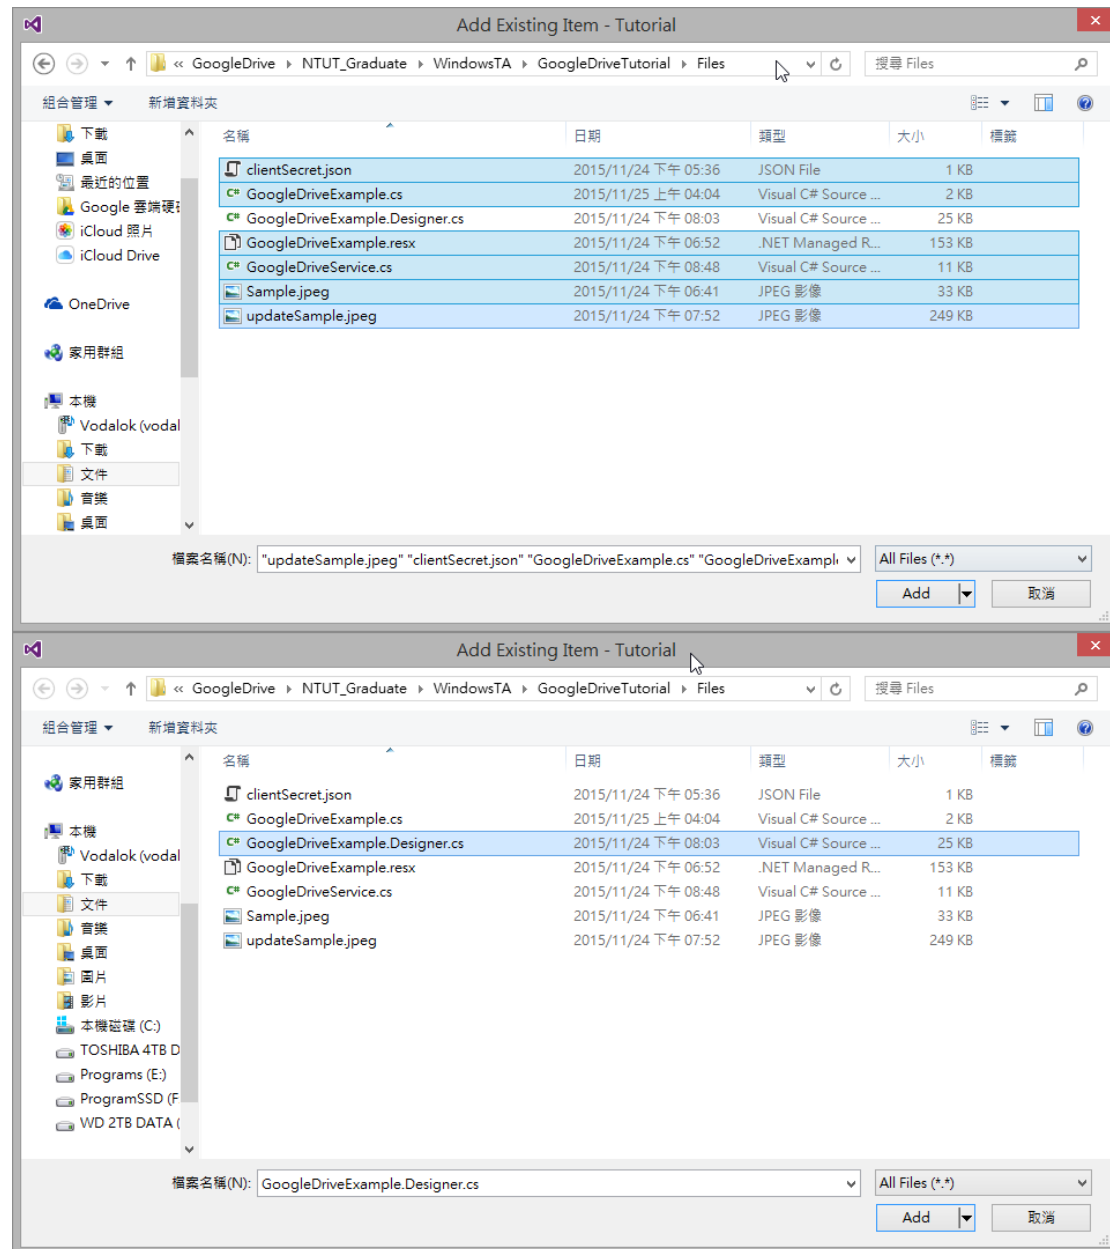 Add Existing Item - Tutorial
« GoogleDrive ▸ NTUT_Graduate ▸ WindowsTA ▸ GoogleDriveTutorial ▸ Files
搜尋 Files
組合管理 新增資料夾
名稱 日期 類型 大小 標籤
下載
桌面
最近的位置
Google 雲端硬
iCloud 照片
iCloud Drive
OneDrive
家用群組
本機
Vodalok (vodal
下載
文件
音樂
桌面
clientSecret.json 2015/11/24 下午 05:36 JSON File 1 KB
GoogleDriveExample.cs 2015/11/25 上午 04:04 Visual C# Source ... 2 KB
GoogleDriveExample.Designer.cs 2015/11/24 下午 08:03 Visual C# Source ... 25 KB
GoogleDriveExample.resx 2015/11/24 下午 06:52 .NET Managed R... 153 KB
GoogleDriveService.cs 2015/11/24 下午 08:48 Visual C# Source ... 11 KB
Sample.jpeg 2015/11/24 下午 06:41 JPEG 影像 33 KB
updateSample.jpeg 2015/11/24 下午 07:52 JPEG 影像 249 KB
檔案名稱(N): "updateSample.jpeg" "clientSecret.json" "GoogleDriveExample.cs" "GoogleDriveExampl All Files (*.*)
Add 取消
Add Existing Item - Tutorial
« GoogleDrive ▸ NTUT_Graduate ▸ WindowsTA ▸ GoogleDriveTutorial ▸ Files
搜尋 Files
組合管理 新增資料夾
名稱 日期 類型 大小 標籤
家用群組
本機
Vodalok (vodal
下載
文件
音樂
桌面
圖片
影片
本機磁碟 (C:)
TOSHIBA 4TB D
Programs (E:)
ProgramSSD (F
WD 2TB DATA (
clientSecret.json 2015/11/24 下午 05:36 JSON File 1 KB
GoogleDriveExample.cs 2015/11/25 上午 04:04 Visual C# Source ... 2 KB
GoogleDriveExample.Designer.cs 2015/11/24 下午 08:03 Visual C# Source ... 25 KB
GoogleDriveExample.resx 2015/11/24 下午 06:52 .NET Managed R... 153 KB
GoogleDriveService.cs 2015/11/24 下午 08:48 Visual C# Source ... 11 KB
Sample.jpeg 2015/11/24 下午 06:41 JPEG 影像 33 KB
updateSample.jpeg 2015/11/24 下午 07:52 JPEG 影像 249 KB
檔案名稱(N): GoogleDriveExample.Designer.cs All Files (*.*)
Add 取消